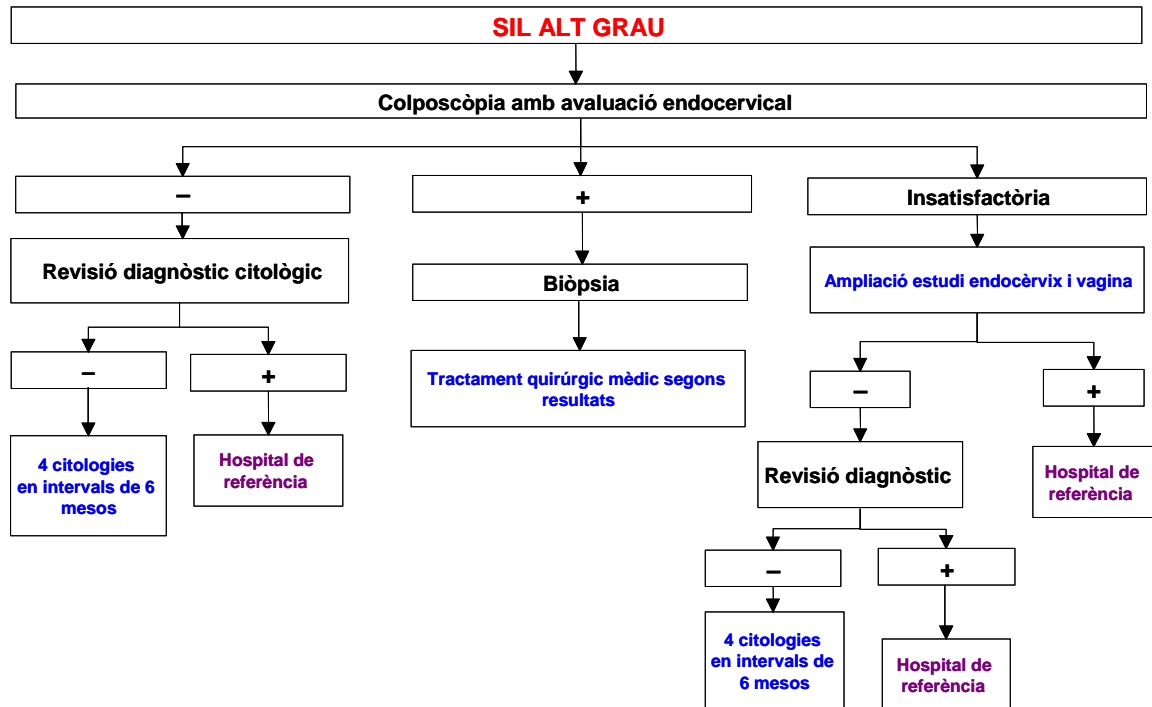 SIL ALT GRAU
Colposcòpia amb avaluació endocervical
–
+
Insatisfactòria
Revisió diagnòstic citològic
Biòpsia
Ampliació estudi endocèrvix i vagina
–
+
Tractament quirúrgic mèdic segons
resultats
–
+
4 citologies
en intervals de 6
mesos
Hospital de
referència
Revisió diagnòstic
Hospital de
referència
–
+
4 citologies
en intervals de
6 mesos
Hospital de
referència